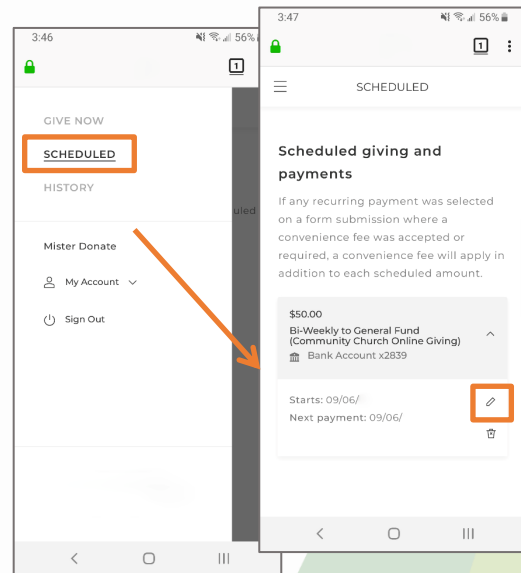 3:46
56%
1
GIVE NOW
SCHEDULED
HISTORY
uled
Mister Donate
My Account
Sign Out
3:47
56%
1
SCHEDULED
Scheduled giving and
payments
If any recurring payment was selected
on a form submission where a
convenience fee was accepted or
required, a convenience fee will apply in
addition to each scheduled amount.
$50.00
Bi-Weekly to General Fund
(Community Church Online Giving)
Bank Account x2839
Starts: 09/06/
Next payment: 09/06/